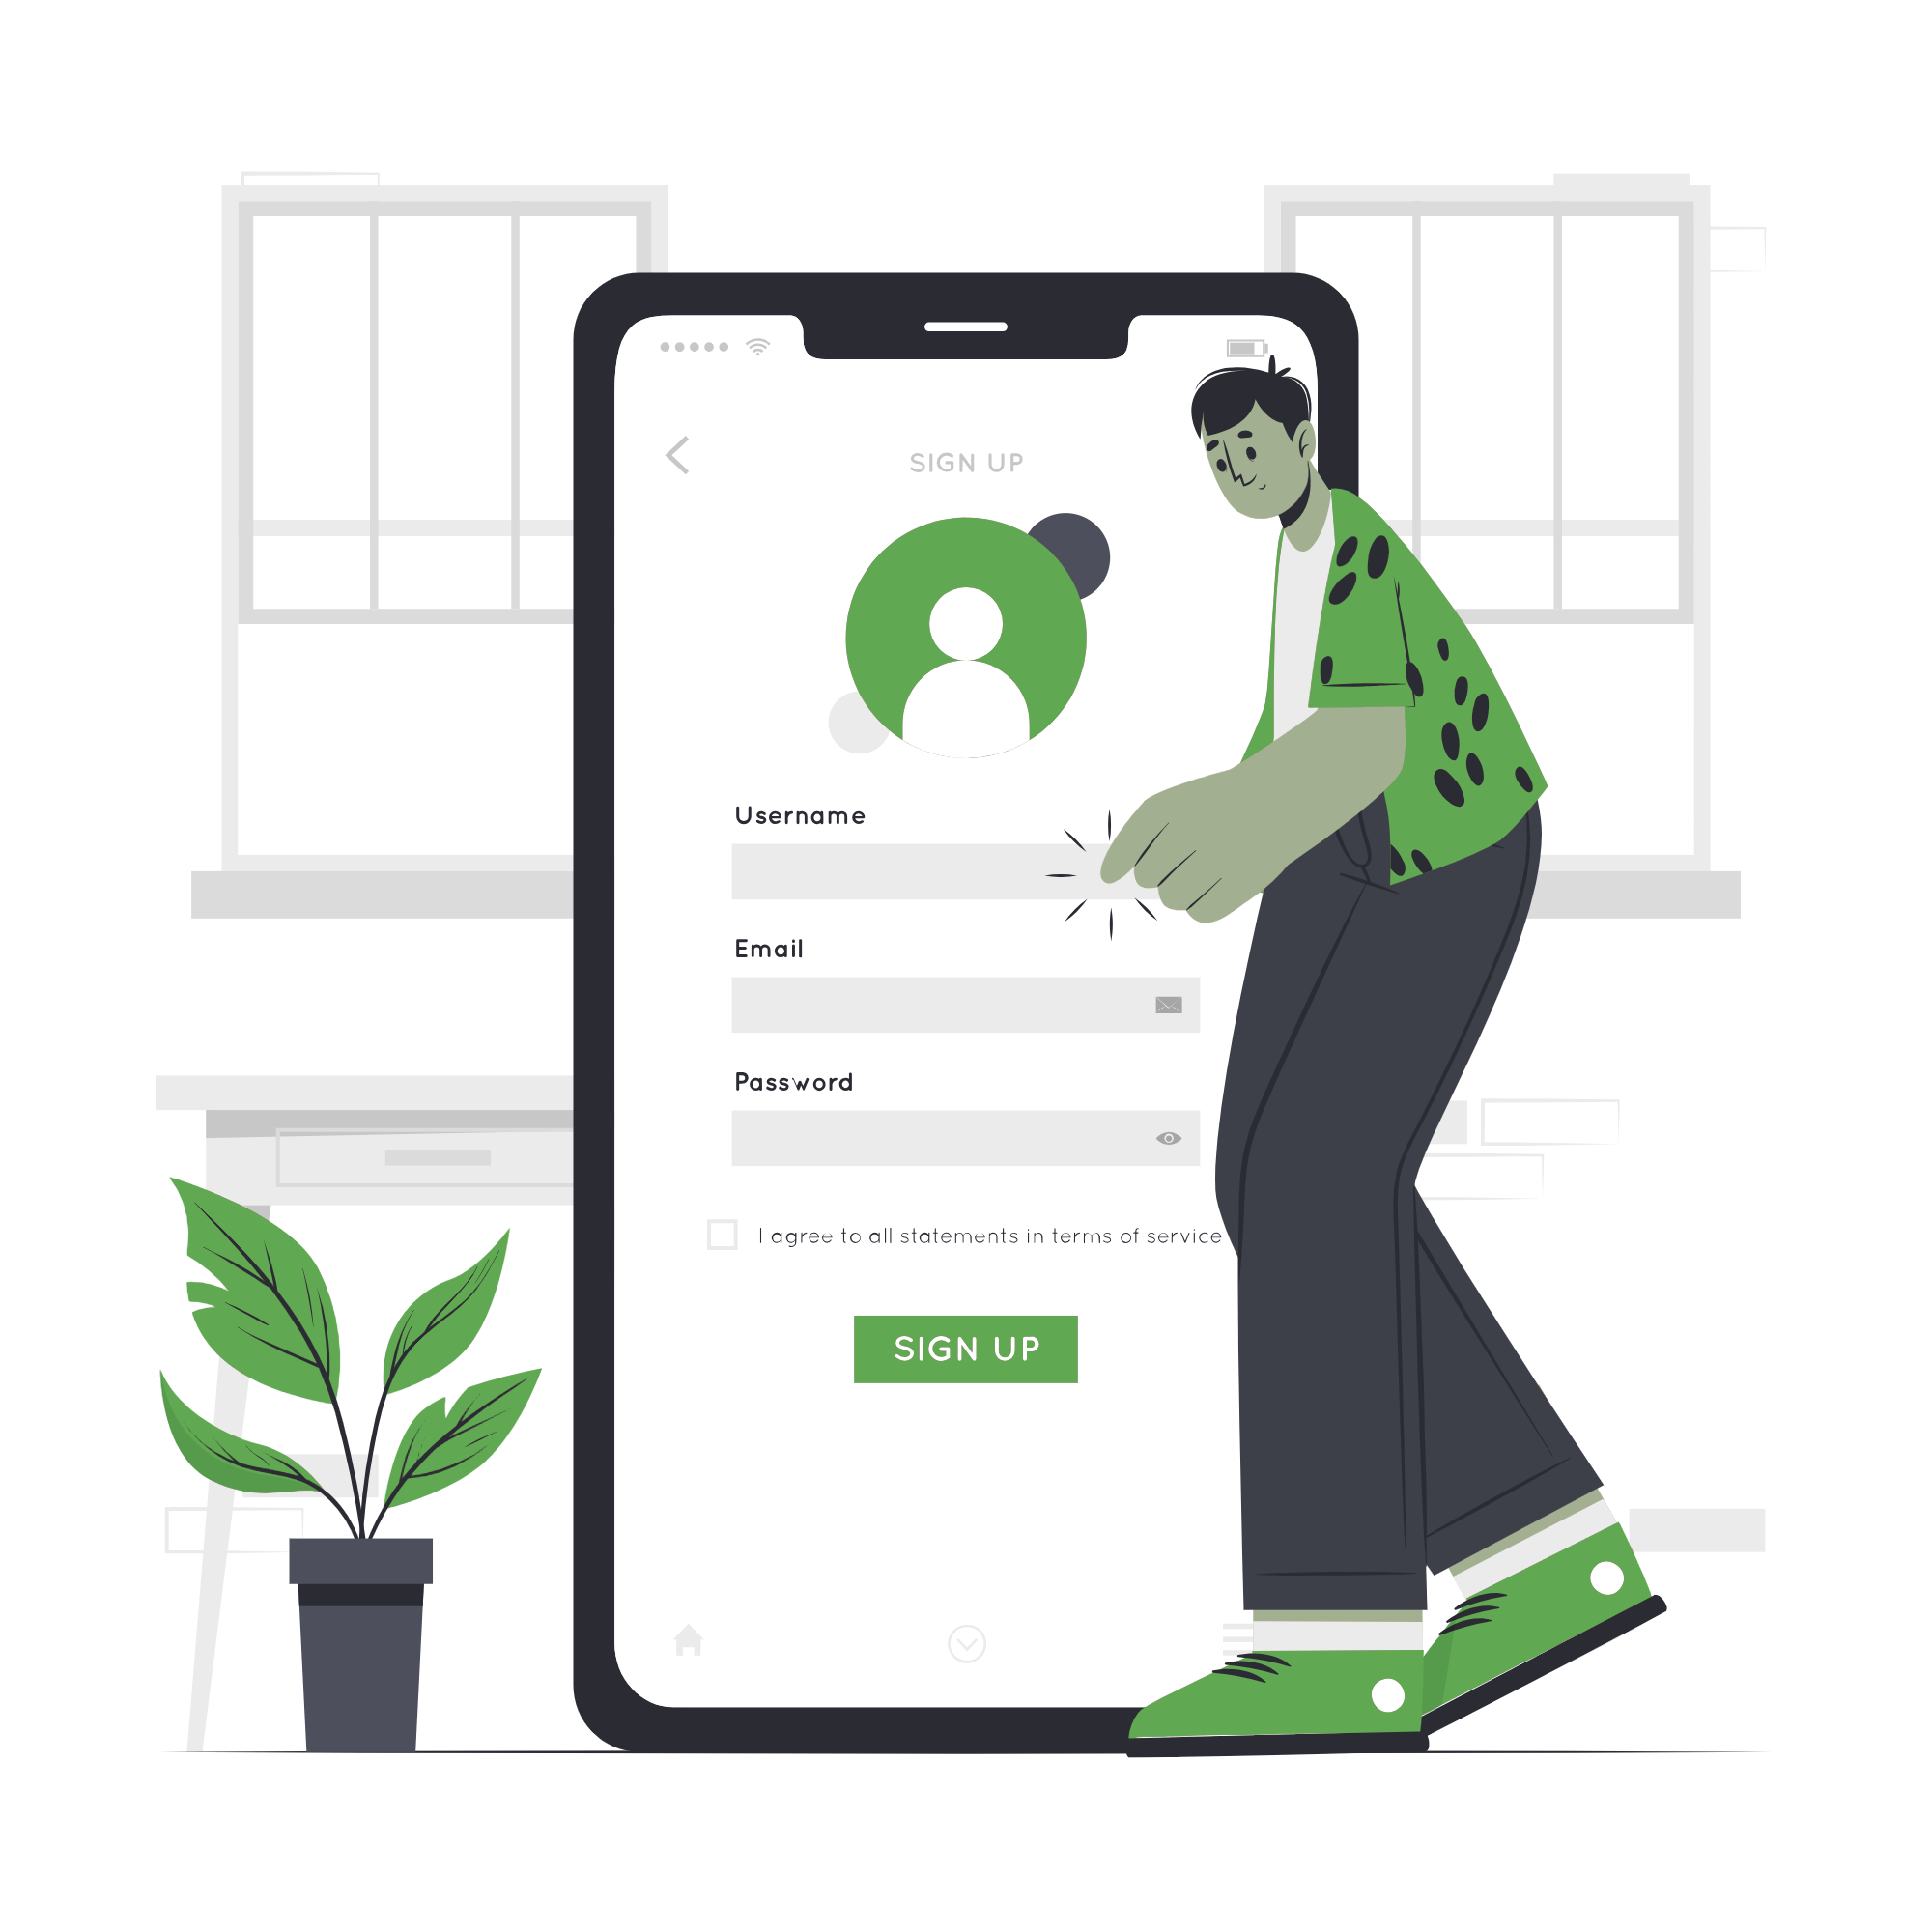 SIGN UP
Username
Email
Password
I agree to all statements in terms of service
SIGN UP